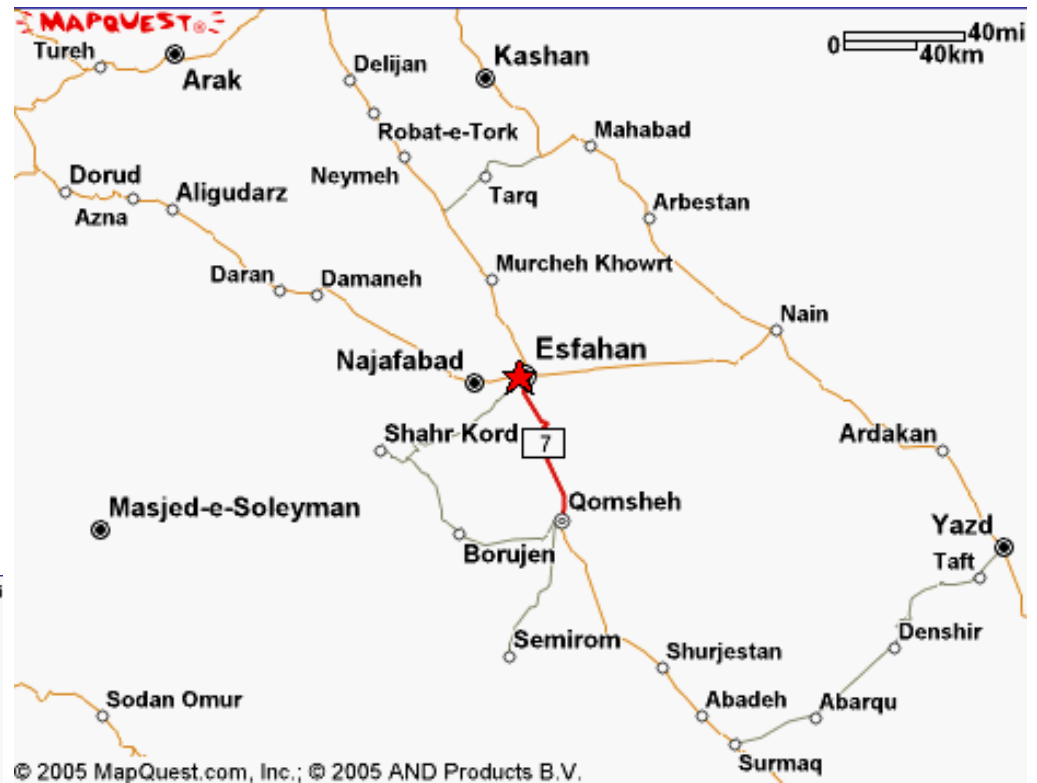 MAPQUEST®
0 40mi
40km
Tureh
Arak
Delijan
Kashan
Robat-e-Tork
Mahabad
Neymeh
Tarq
Dorud
Azna
Aligudarz
Arbestan
Daran
Damaneh
Murcheh Khowrt
Nain
Najafabad
Esfahan
Shahr Kord
7
Ardakan
Masjed-e-Soleyman
Qomsheh
Borujen
Yazd
Taft
Semirom
Shurjestan
Denshir
Sodan Omur
Abadeh
Abarqu
Surmaq
© 2005 MapQuest.com, Inc.; © 2005 AND Products B.V.